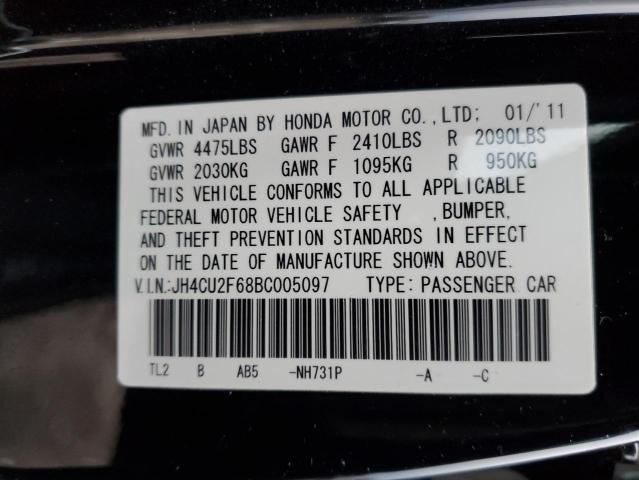 MFD. IN JAPAN BY HONDA MOTOR CO., LTD; 01/'11
GVWR 4475LBS GAWR F 2410LBS R 2090LBS
GVWR 2030KG GAWR F 1095KG R 950KG
THIS VEHICLE CONFORMS TO ALL APPLICABLE
FEDERAL MOTOR VEHICLE SAFETY , BUMPER,
AND THEFT PREVENTION STANDARDS IN EFFECT
ON THE DATE OF MANUFACTURE SHOWN ABOVE.
V.I.N.:JH4CU2F68BC005097 TYPE: PASSENGER CAR
TL2 B AB5 -NH731P -A -C